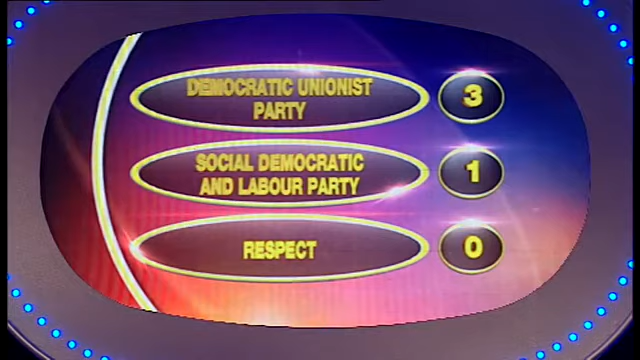 DEMOCRATIC UNIONIST
PARTY
3
SOCIAL DEMOCRATIC
AND LABOUR PARTY
1
RESPECT
0